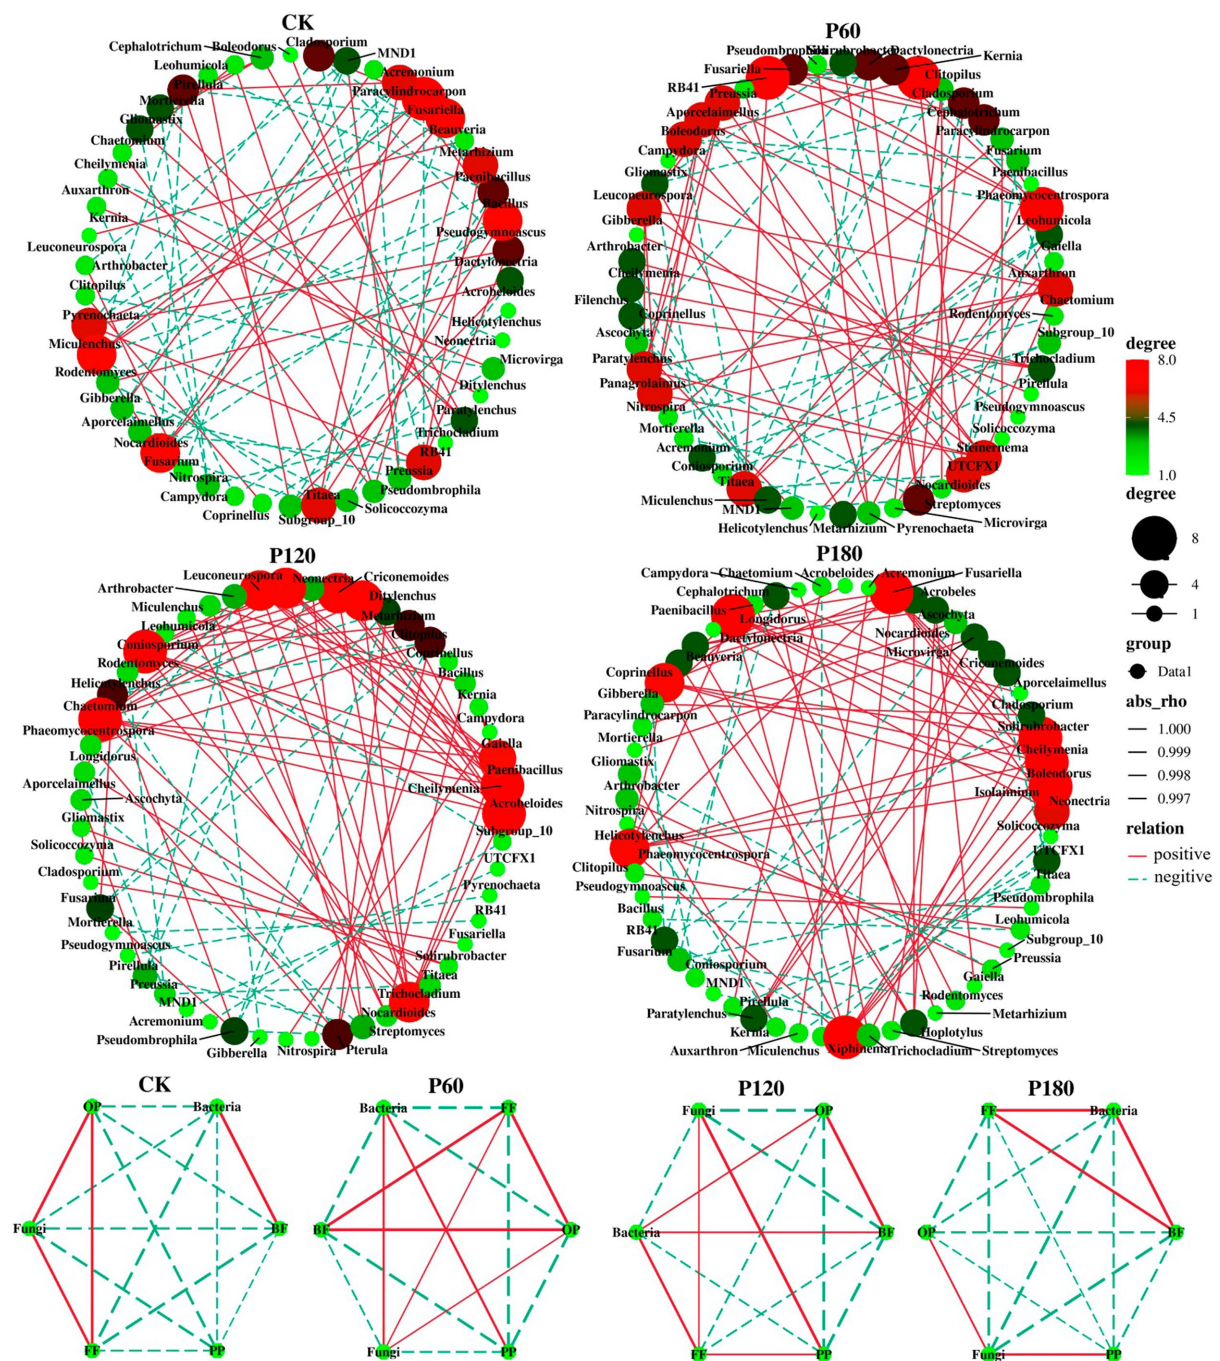 CK
Cladosporium
MND1
Acremonium
Paracylindrocarpon
Fusariella
Beauveria
Metarhizium
Paenibacillus
Bacillus
Pseudogymnoascus
Dactylonectria
Acrobeloides
Helicotylenchus
Neonectria
Microvirga
Ditylenchus
Paratylenchus
Trichocladium
RB41
Preussia
Pseudombrophila
Solicoccozyma
Titaea
Subgroup_10
Coprinellus
Campydora
Nitrospira
Fusarium
Nocardioides
Aporcelaimellus
Gibberella
Rodentomyces
Miculenchus
Pyrenochaeta
Clitopilus
Arthrobacter
Leuconeurospora
Kernia
Auxarthron
Cheilymenia
Chaetomium
Gliomastix
Mortierella
Pirellula
Leohumicola
Cephalotrichum
Boleodorus
P60
Pseudombrophila
Solirubrobacter
Dactylonectria
Kernia
Clitopilus
Cladosporium
Cephalotrichum
Paracylindrocarpon
Fusarium
Paenibacillus
Phaeomycocentrospora
Leohumicola
Gaiella
Auxarthron
Chaetomium
Rodentomyces
Subgroup_10
Trichocladium
Pirellula
Pseudogymnoascus
Solicoccozyma
Steinernema
UTCFX1
Nocardioides
Streptomyces
Microvirga
Pyrenochaeta
Metarhizium
Helicotylenchus
MND1
Miculenchus
Titaea
Coniosporium
Acremonium
Mortierella
Nitrospira
Panagrolaimus
Paratylenchus
Ascochyta
Coprinellus
Filenchus
Cheilymenia
Arthrobacter
Gibberella
Leuconeurospora
Gliomastix
Campydora
Boleodorus
Aporcelaimellus
Preussia
RB41
Fusariella
degree
8.0
4.5
1.0
degree
8
4
1
group
Data1
abs_rho
1.000
0.999
0.998
0.997
relation
positive
negitive
P120
Leuconeurospora
Neonectria
Criconemoides
Ditylenchus
Metarhizium
Clitopilus
Coprinellus
Bacillus
Kernia
Campydora
Gaiella
Paenibacillus
Cheilymenia
Acrobeloides
Subgroup_10
UTCFX1
Pyrenochaeta
RB41
Fusariella
Solirubrobacter
Titaea
Trichocladium
Nocardioides
Streptomyces
Pterula
Nitrospira
Gibberella
Pseudombrophila
Acremonium
MND1
Preussia
Pirellula
Pseudogymnoascus
Mortierella
Fusarium
Cladosporium
Solicoccozyma
Gliomastix
Ascochyta
Aporcelaimellus
Longidorus
Phaeomycocentrospora
Chaetomium
Helicotylenchus
Rodentomyces
Coniosporium
Leohumicola
Miculenchus
Arthrobacter
P180
Acrobeloides
Acremonium
Fusariella
Acrobeles
Ascochyta
Nocardioides
Microvirga
Criconemoides
Aporcelaimellus
Cladosporium
Solirubrobacter
Cheilymenia
Boleodorus
Isolaimium
Neonectria
Solicoccozyma
UTCFX1
Titaea
Pseudombrophila
Leohumicola
Subgroup_10
Preussia
Gaiella
Rodentomyces
Metarhizium
Hoplotylus
Streptomyces
Trichocladium
Xiphinema
Miculenchus
Auxarthron
Kernia
Pirellula
Paratylenchus
MND1
Coniosporium
Fusarium
RB41
Bacillus
Pseudogymnoascus
Clitopilus
Phaeomycocentrospora
Helicotylenchus
Nitrospira
Arthrobacter
Gliomastix
Mortierella
Paracylindrocarpon
Gibberella
Coprinellus
Beauveria
Dactylonectria
Longidorus
Paenibacillus
Cephalotrichum
Campydora
Chaetomium
CK
OP
Bacteria
Fungi
BF
FF
PP
P60
Bacteria
FF
BF
OP
Fungi
PP
P120
Fungi
OP
Bacteria
BF
FF
PP
P180
FF
Bacteria
OP
BF
Fungi
PP